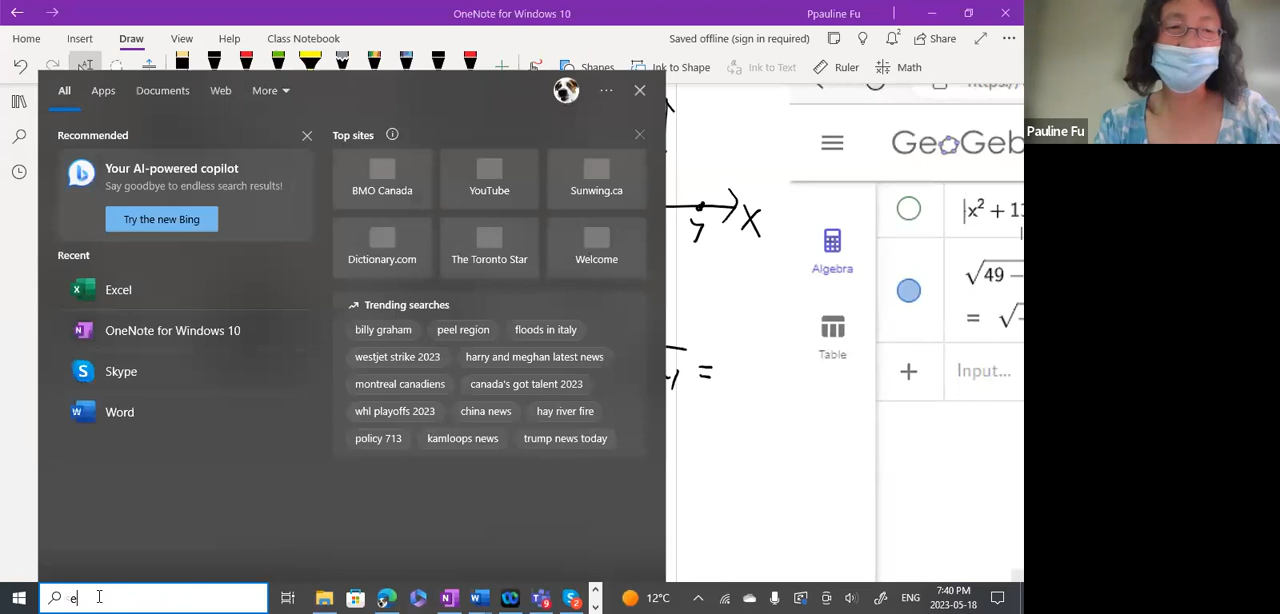 OneNote for Windows 10
Ppauline Fu
Home Insert Draw View Help Class Notebook
Saved offline (sign in required) Share
Shapes Ink to Shape Ink to Text Ruler Math
All Apps Documents Web More
Recommended
Your AI-powered copilot
Say goodbye to endless search results!
Try the new Bing
Recent
Excel
OneNote for Windows 10
Skype
Word
Top sites
BMO Canada YouTube Sunwing.ca
Dictionary.com The Toronto Star Welcome
Trending searches
billy graham peel region floods in italy
westjet strike 2023 harry and meghan latest news
montreal canadiens canada's got talent 2023
whl playoffs 2023 china news hay river fire
policy 713 kamloops news trump news today
X
=
GeoGeb
Algebra
Table
√49 −
= √
+ Input...
Pauline Fu
e
12°C
ENG
7:40 PM
2023-05-18